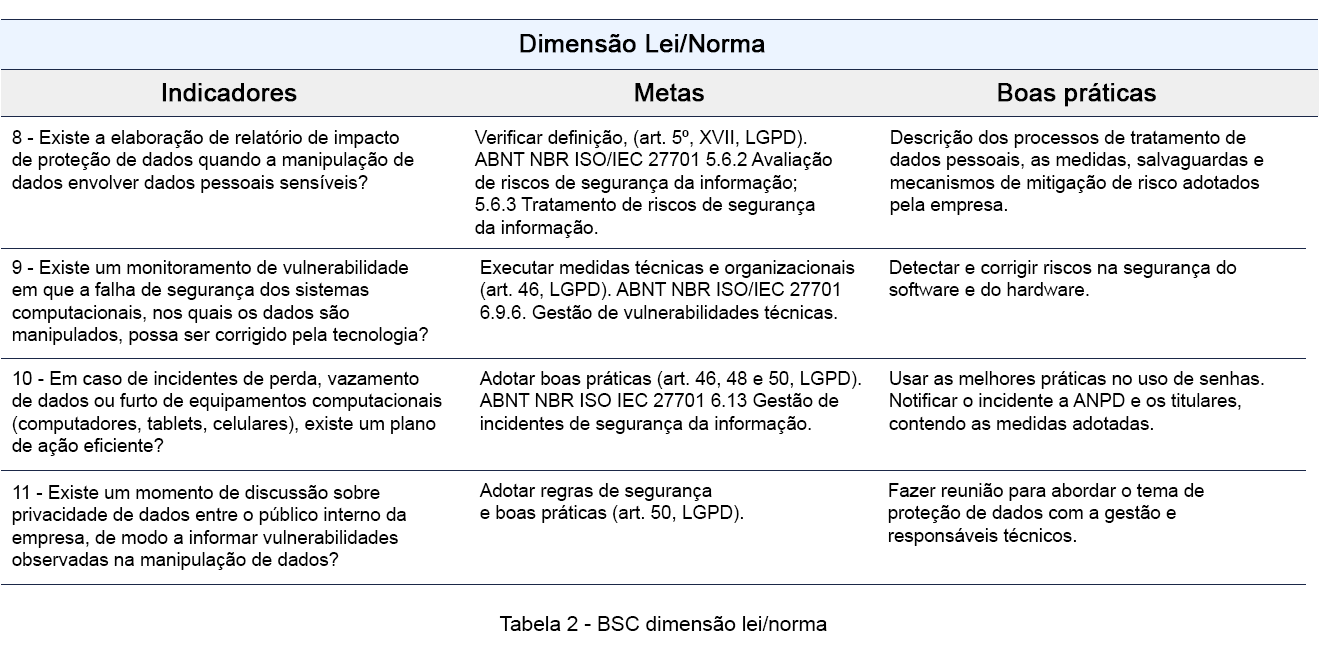 Dimensão Lei/Norma
Indicadores
Metas
Boas práticas
8 - Existe a elaboração de relatório de impacto
de proteção de dados quando a manipulação de
dados envolver dados pessoais sensíveis?
Verificar definição, (art. 5º, XVII, LGPD).
ABNT NBR ISO/IEC 27701 5.6.2 Avaliação
de riscos de segurança da informação;
5.6.3 Tratamento de riscos de segurança
da informação.
Descrição dos processos de tratamento de
dados pessoais, as medidas, salvaguardas e
mecanismos de mitigação de risco adotados
pela empresa.
9 - Existe um monitoramento de vulnerabilidade
em que a falha de segurança dos sistemas
computacionais, nos quais os dados são
manipulados, possa ser corrigido pela tecnologia?
Executar medidas técnicas e organizacionais
(art. 46, LGPD). ABNT NBR ISO/IEC 27701
6.9.6. Gestão de vulnerabilidades técnicas.
Detectar e corrigir riscos na segurança do
software e do hardware.
10 - Em caso de incidentes de perda, vazamento
de dados ou furto de equipamentos computacionais
(computadores, tablets, celulares), existe um plano
de ação eficiente?
Adotar boas práticas (art. 46, 48 e 50, LGPD).
ABNT NBR ISO IEC 27701 6.13 Gestão de
incidentes de segurança da informação.
Usar as melhores práticas no uso de senhas.
Notificar o incidente a ANPD e os titulares,
contendo as medidas adotadas.
11 - Existe um momento de discussão sobre
privacidade de dados entre o público interno da
empresa, de modo a informar vulnerabilidades
observadas na manipulação de dados?
Adotar regras de segurança
e boas práticas (art. 50, LGPD).
Fazer reunião para abordar o tema de
proteção de dados com a gestão e
responsáveis técnicos.
Tabela 2 - BSC dimensão lei/norma